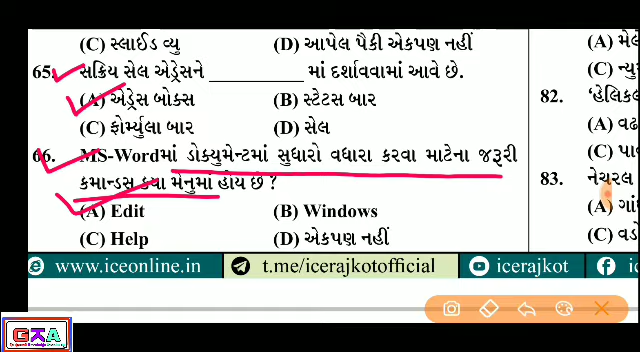 (C) સ્લાઈડ વ્યુ (D) આપેલ પૈકી એકપણ નહીં
65. સક્રિય સેલ એડ્રેસને __________ માં દર્શાવવામાં આવે છે.
(A) એડ્રેસ બોક્સ (B) સ્ટેટસ બાર
(C) ફોર્મ્યુલા બાર (D) સેલ
66. MS-Wordમાં ડોક્યુમેન્ટમાં સુધારો વધારો કરવા માટેના જરૂરી
કમાન્ડસ કયા મેનુમાં હોય છે ?
(A) Edit (B) Windows
(C) Help (D) એકપણ નહીં
(A)
(C)
82. 'હેલિકલ
(A)
(C)
83. નેચરલ
(A)
(C)
www.iceonline.in t.me/icerajkotofficial icerajkot
GKA